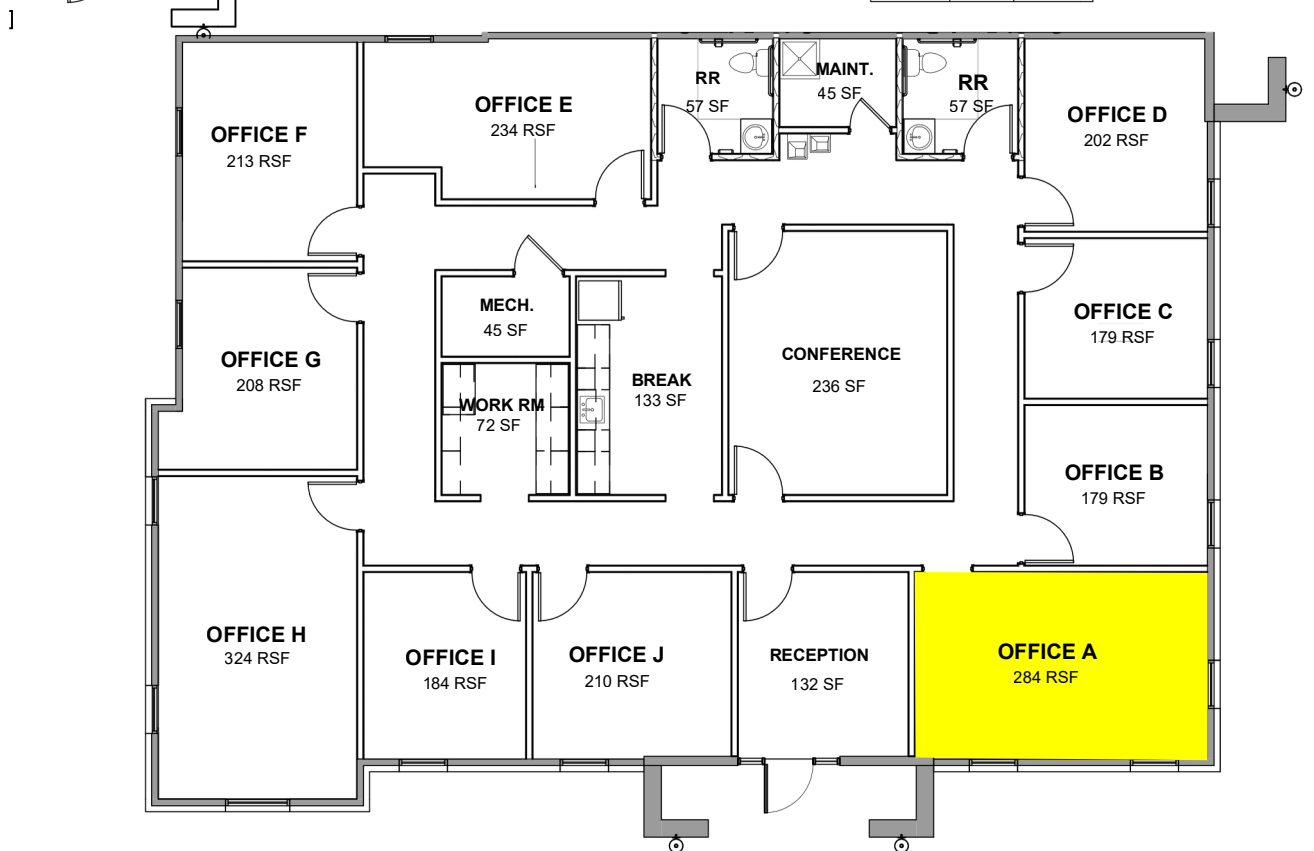 ]
OFFICE F
213 RSF
OFFICE E
234 RSF
RR
57 SF
MAINT.
45 SF
RR
57 SF
OFFICE D
202 RSF
OFFICE G
208 RSF
MECH.
45 SF
WORK RM
72 SF
BREAK
133 SF
CONFERENCE
236 SF
OFFICE C
179 RSF
OFFICE B
179 RSF
OFFICE H
324 RSF
OFFICE I
184 RSF
OFFICE J
210 RSF
RECEPTION
132 SF
OFFICE A
284 RSF